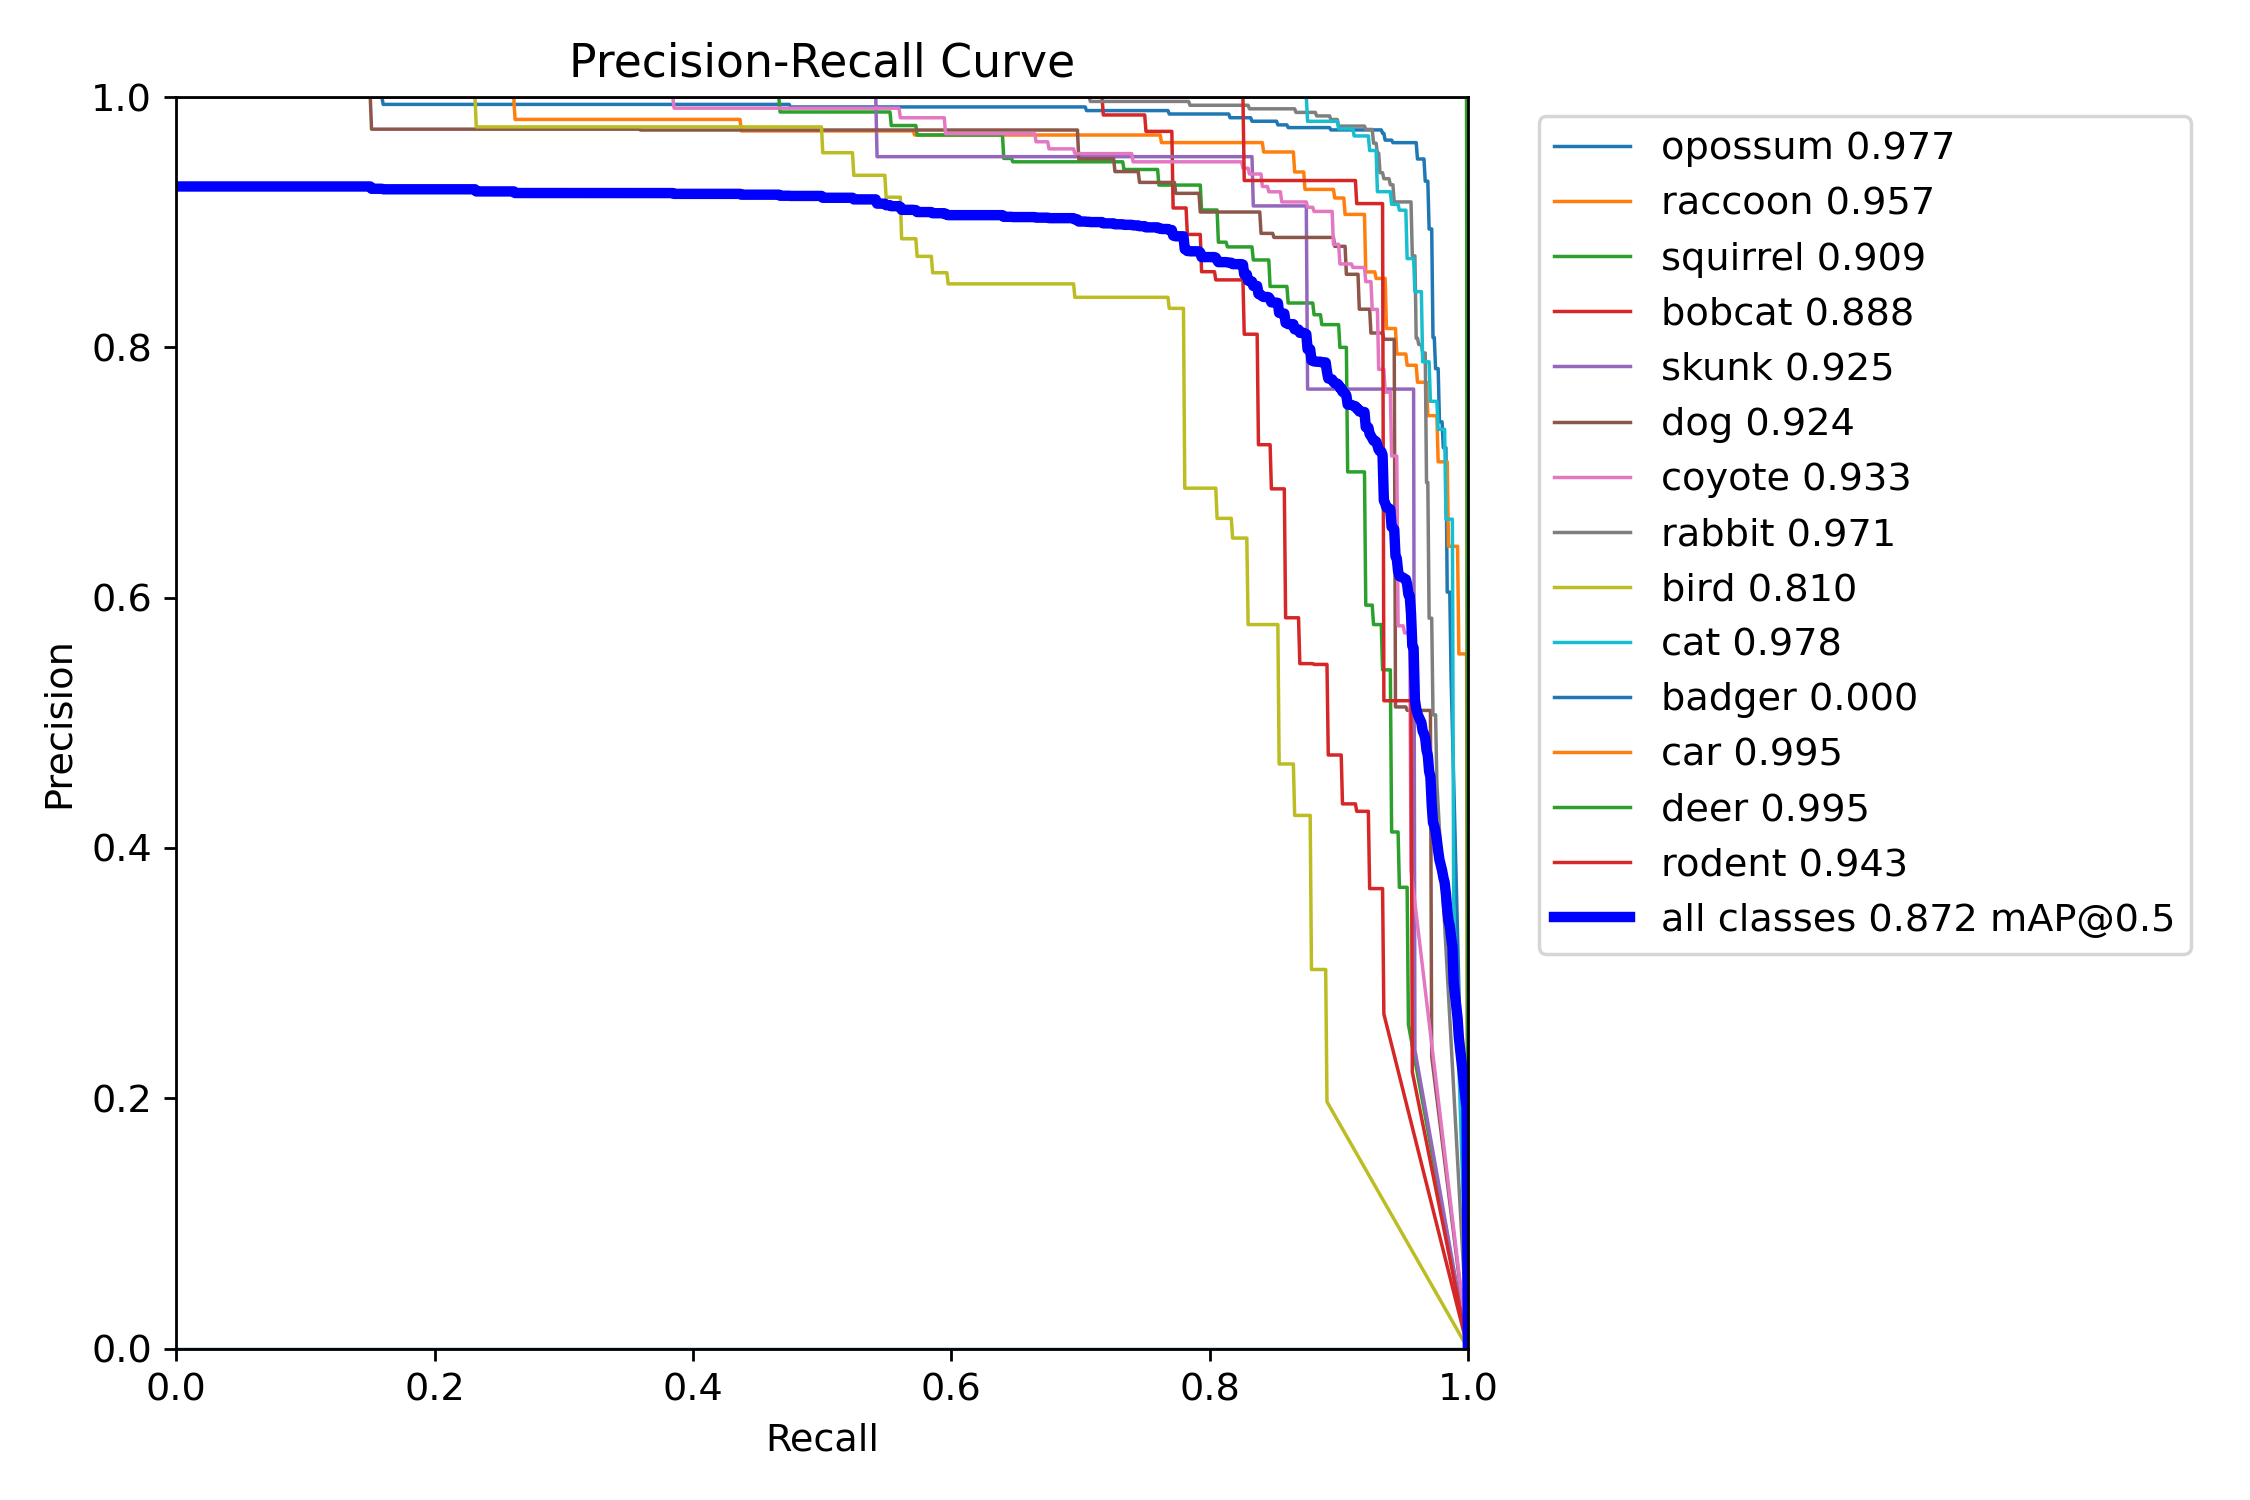 Precision-Recall Curve
1.0
0.8
0.6
0.4
0.2
0.0
Precision
0.0 0.2 0.4 0.6 0.8 1.0
Recall
opossum 0.977
raccoon 0.957
squirrel 0.909
bobcat 0.888
skunk 0.925
dog 0.924
coyote 0.933
rabbit 0.971
bird 0.810
cat 0.978
badger 0.000
car 0.995
deer 0.995
rodent 0.943
all classes 0.872 mAP@0.5